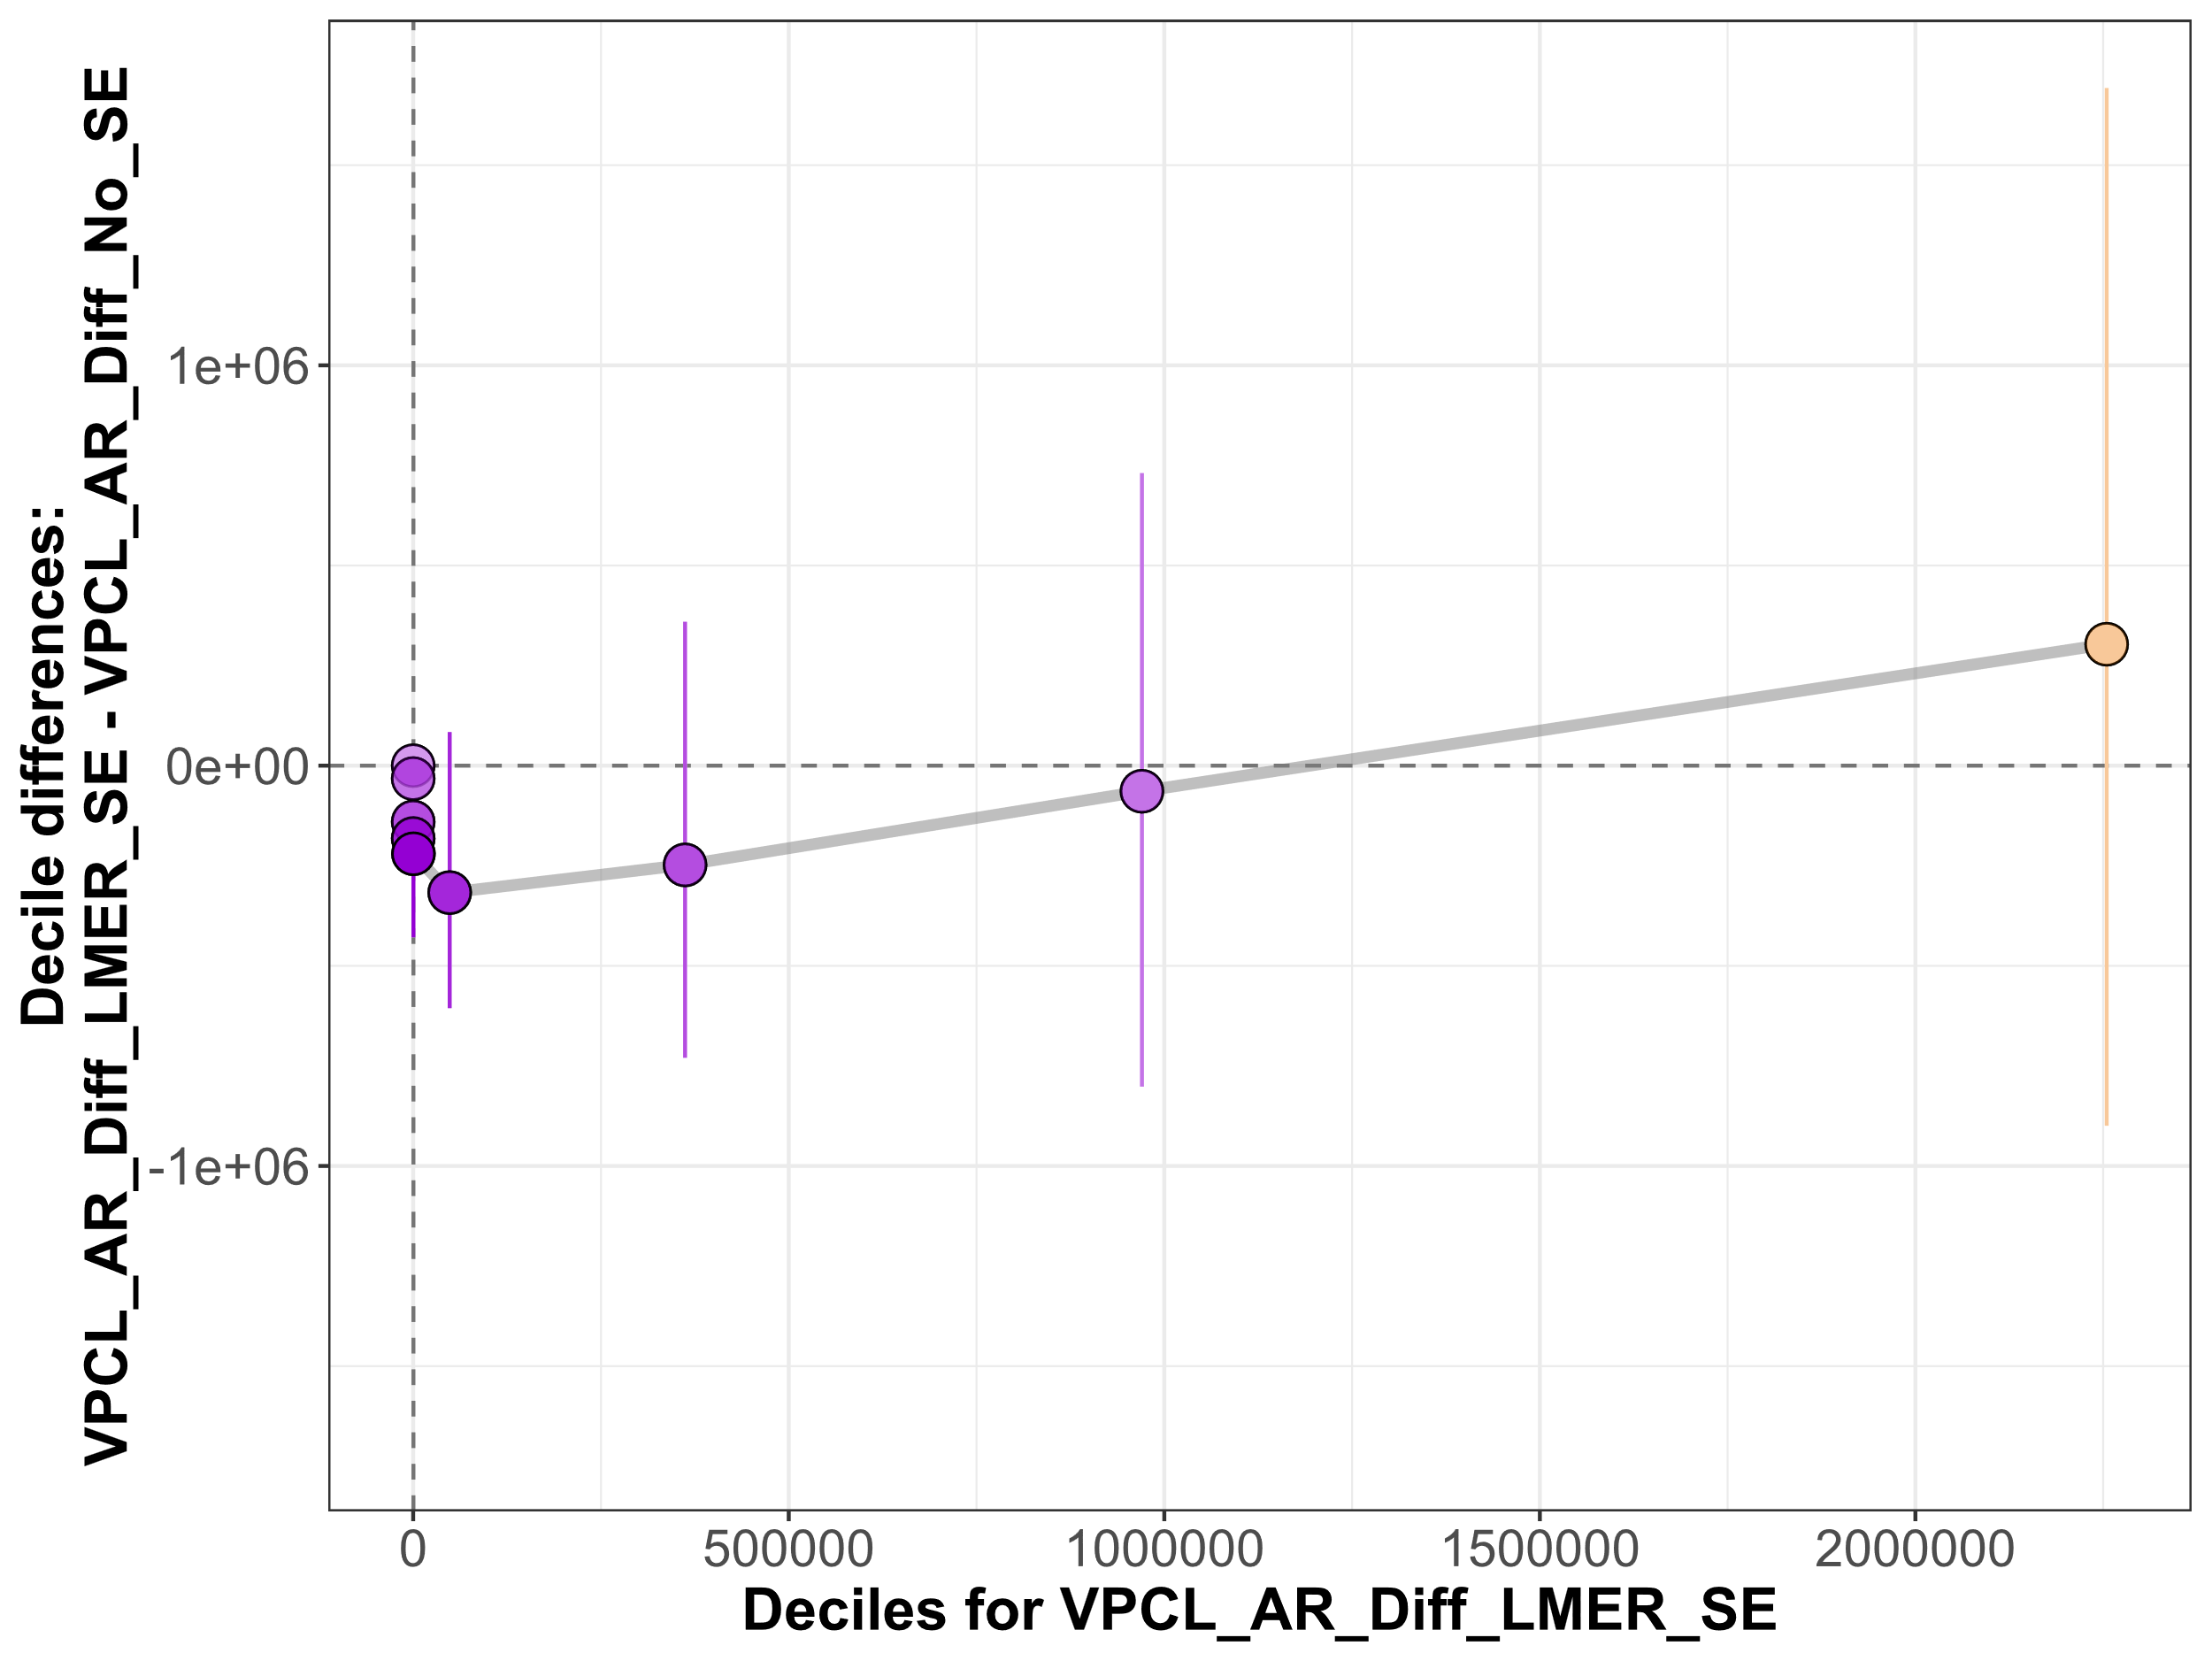 Decile differences:
VPCL_AR_Diff_LMER_SE - VPCL_AR_Diff_No_SE
1e+06
0e+00
-1e+06
0
500000
1000000
1500000
2000000
Deciles for VPCL_AR_Diff_LMER_SE